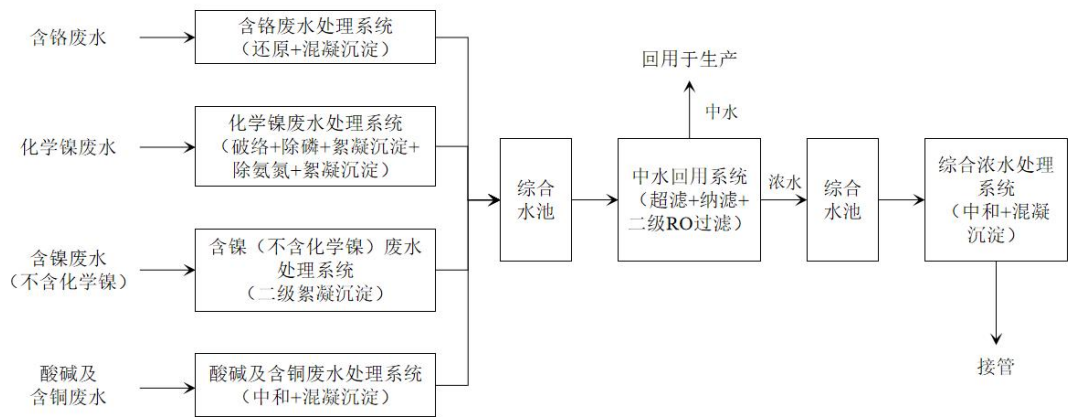 含铬废水
含铬废水处理系统
（还原+混凝沉淀）
化学镍废水
化学镍废水处理系统
（破络+除磷+絮凝沉淀+
除氨氮+絮凝沉淀）
含镍废水
（不含化学镍）
含镍（不含化学镍）废水
处理系统
（二级絮凝沉淀）
酸碱及
含铜废水
酸碱及含铜废水处理系统
（中和+混凝沉淀）
综合
水池
回用于生产
中水
中水回用系统
（超滤+纳滤+
二级RO过滤）
浓水
综合
水池
综合浓水处理
系统
（中和+混凝
沉淀）
接管